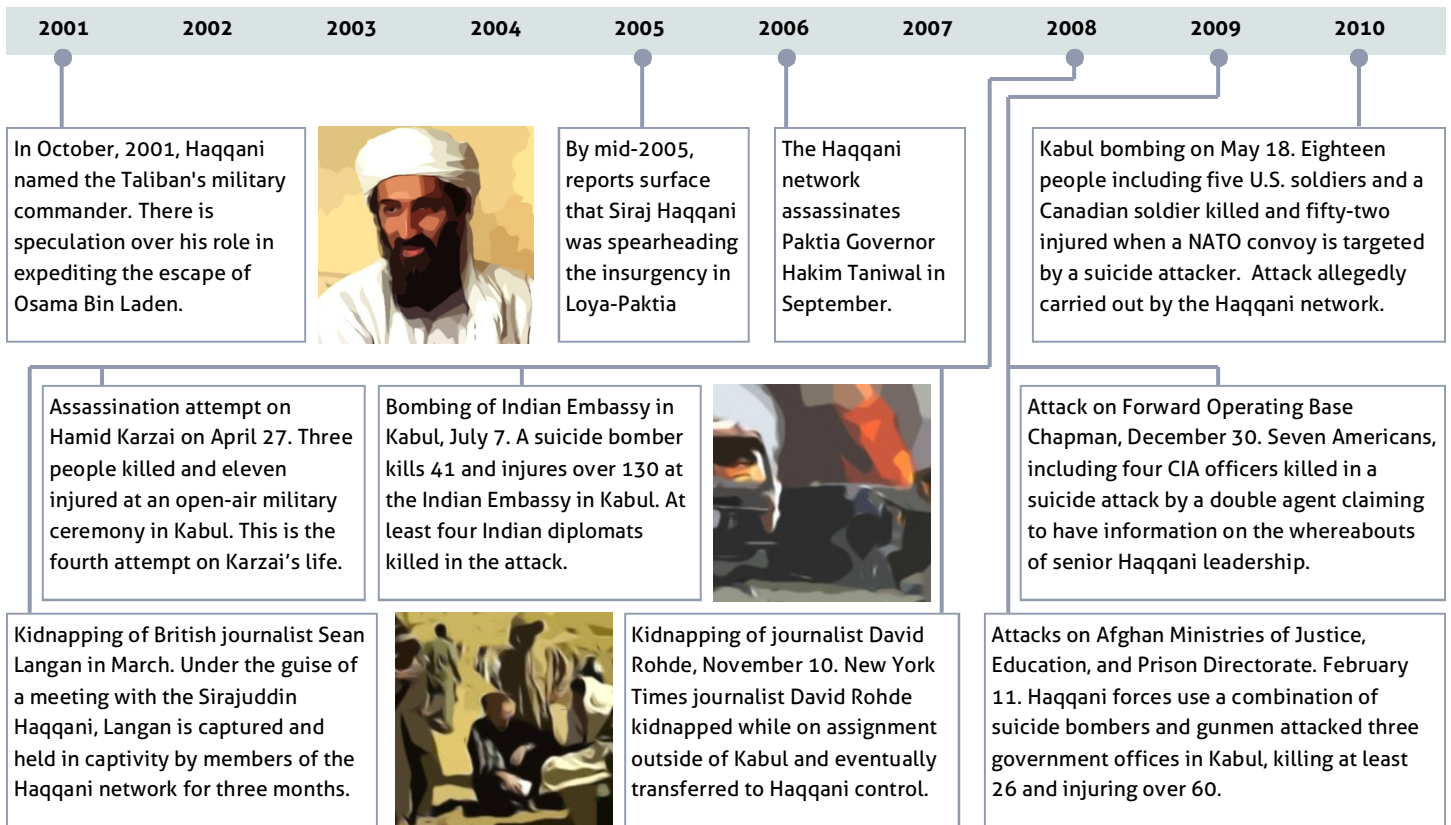 2001 2002 2003 2004 2005 2006 2007 2008 2009 2010
In October, 2001, Haqqani
named the Taliban's military
commander. There is
speculation over his role in
expediting the escape of
Osama Bin Laden.
By mid-2005,
reports surface
that Siraj Haqqani
was spearheading
the insurgency in
Loya-Paktia
The Haqqani
network
assassinates
Paktia Governor
Hakim Taniwal in
September.
Kabul bombing on May 18. Eighteen
people including five U.S. soldiers and a
Canadian soldier killed and fifty-two
injured when a NATO convoy is targeted
by a suicide attacker.  Attack allegedly
carried out by the Haqqani network.
Assassination attempt on
Hamid Karzai on April 27. Three
people killed and eleven
injured at an open-air military
ceremony in Kabul. This is the
fourth attempt on Karzai’s life.
Bombing of Indian Embassy in
Kabul, July 7. A suicide bomber
kills 41 and injures over 130 at
the Indian Embassy in Kabul. At
least four Indian diplomats
killed in the attack.
Attack on Forward Operating Base
Chapman, December 30. Seven Americans,
including four CIA officers killed in a
suicide attack by a double agent claiming
to have information on the whereabouts
of senior Haqqani leadership.
Kidnapping of British journalist Sean
Langan in March. Under the guise of
a meeting with the Sirajuddin
Haqqani, Langan is captured and
held in captivity by members of the
Haqqani network for three months.
Kidnapping of journalist David
Rohde, November 10. New York
Times journalist David Rohde
kidnapped while on assignment
outside of Kabul and eventually
transferred to Haqqani control.
Attacks on Afghan Ministries of Justice,
Education, and Prison Directorate. February
11. Haqqani forces use a combination of
suicide bombers and gunmen attacked three
government offices in Kabul, killing at least
26 and injuring over 60.